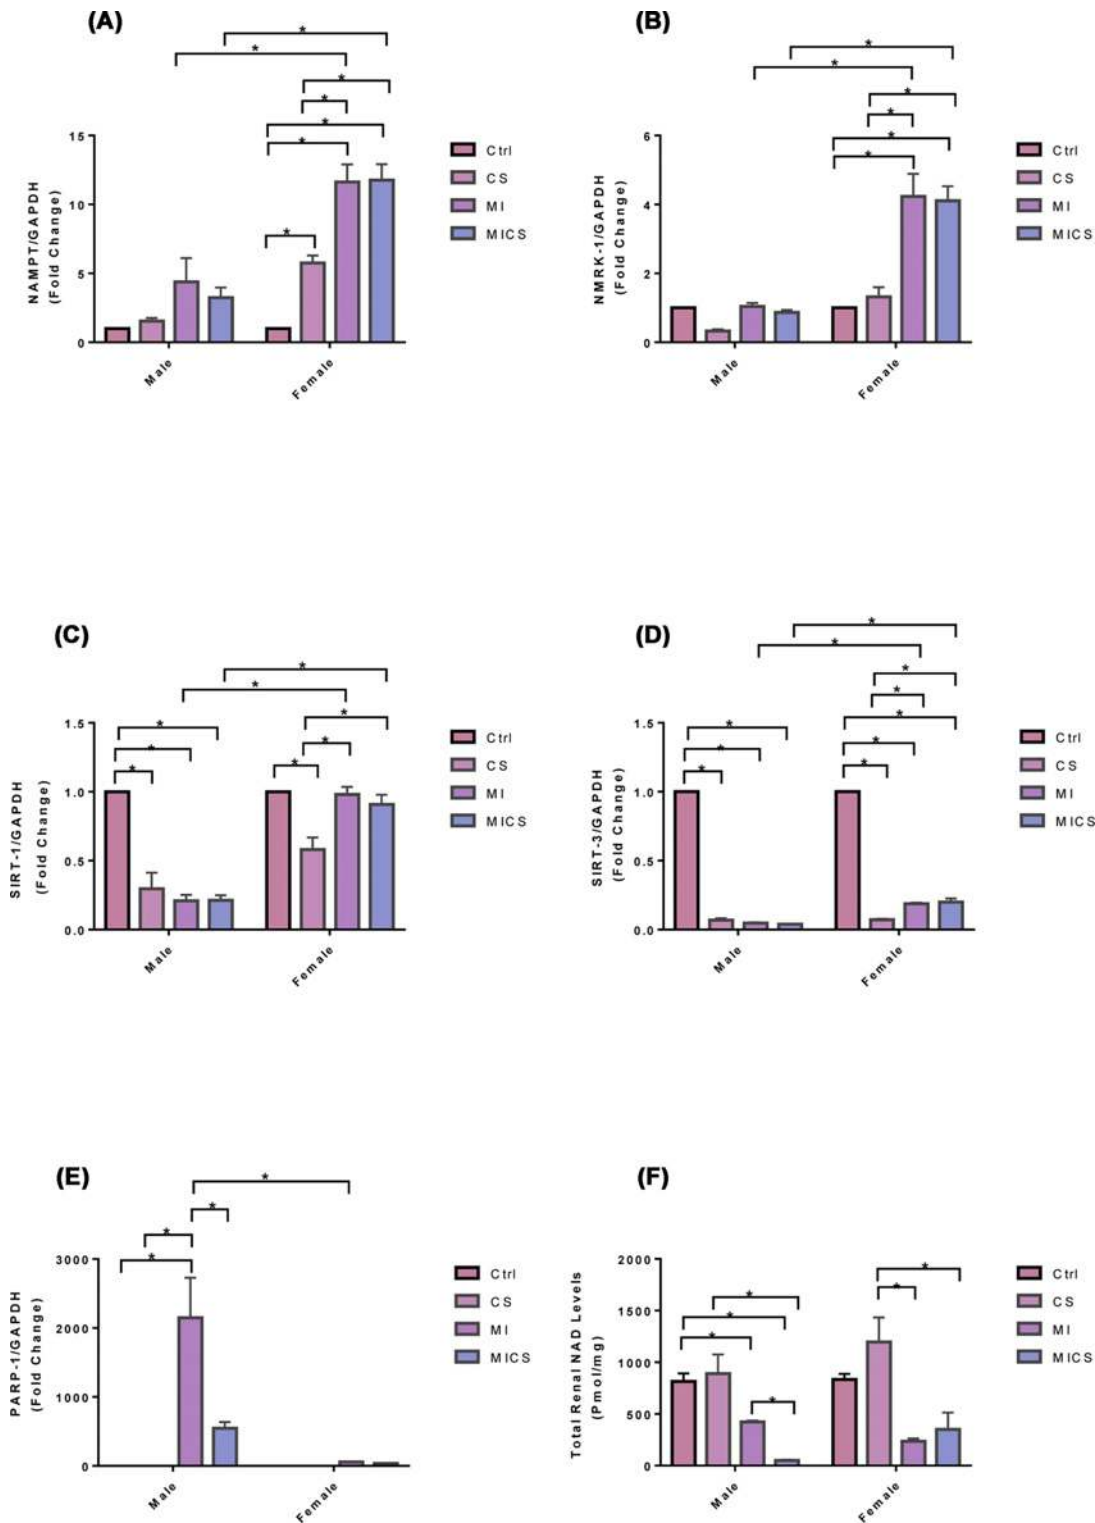 (A)
NAMPT/GAPDH
(Fold Change)
15
10
5
0
* * * * * * *
Male
Female
Ctrl
CS
MI
MICS
(B)
NMRK-1/GAPDH
(Fold Change)
6
4
2
0
* * * * * *
Male
Female
Ctrl
CS
MI
MICS
(C)
SIRT-1/GAPDH
(Fold Change)
1.5
1.0
0.5
0.0
* * * * * * * *
Male
Female
Ctrl
CS
MI
MICS
(D)
SIRT-3/GAPDH
(Fold Change)
1.5
1.0
0.5
0.0
* * * * * * * * * *
Male
Female
Ctrl
CS
MI
MICS
(E)
PARP-1/GAPDH
(Fold Change)
3000
2000
1000
0
* * * *
Male
Female
Ctrl
CS
MI
MICS
(F)
Total Renal NAD Levels
(Pmol/mg)
2000
1500
1000
500
0
* * * * * *
Male
Female
Ctrl
CS
MI
MICS